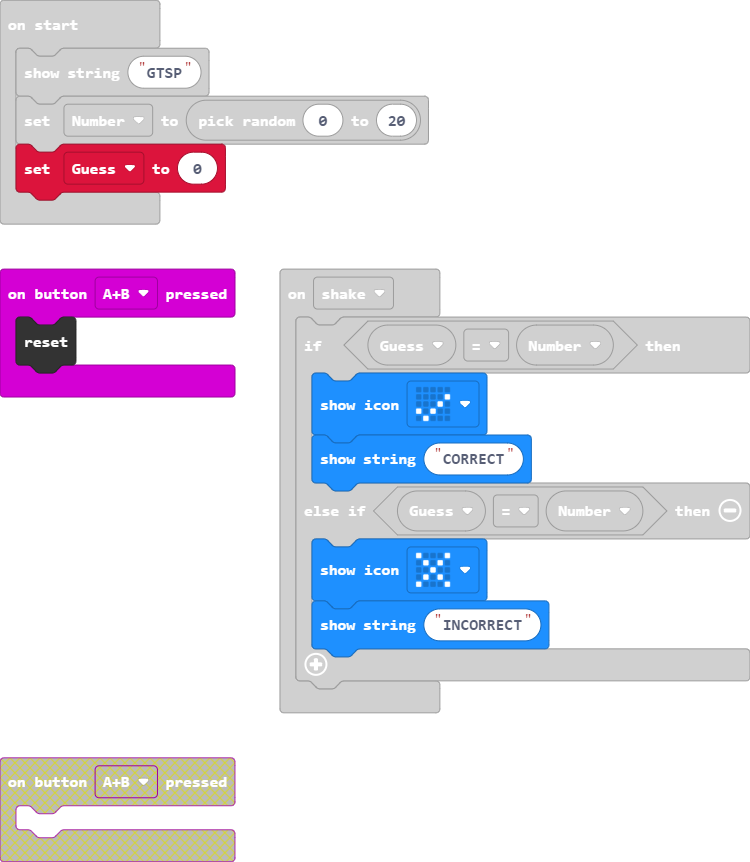 on start
show string "GTSP"
set Number to pick random 0 to 20
set Guess to 0
on button A+B pressed
reset
on shake
if Guess = Number then
show icon
show string "CORRECT"
else if Guess = Number then
show icon
show string "INCORRECT"
on button A+B pressed